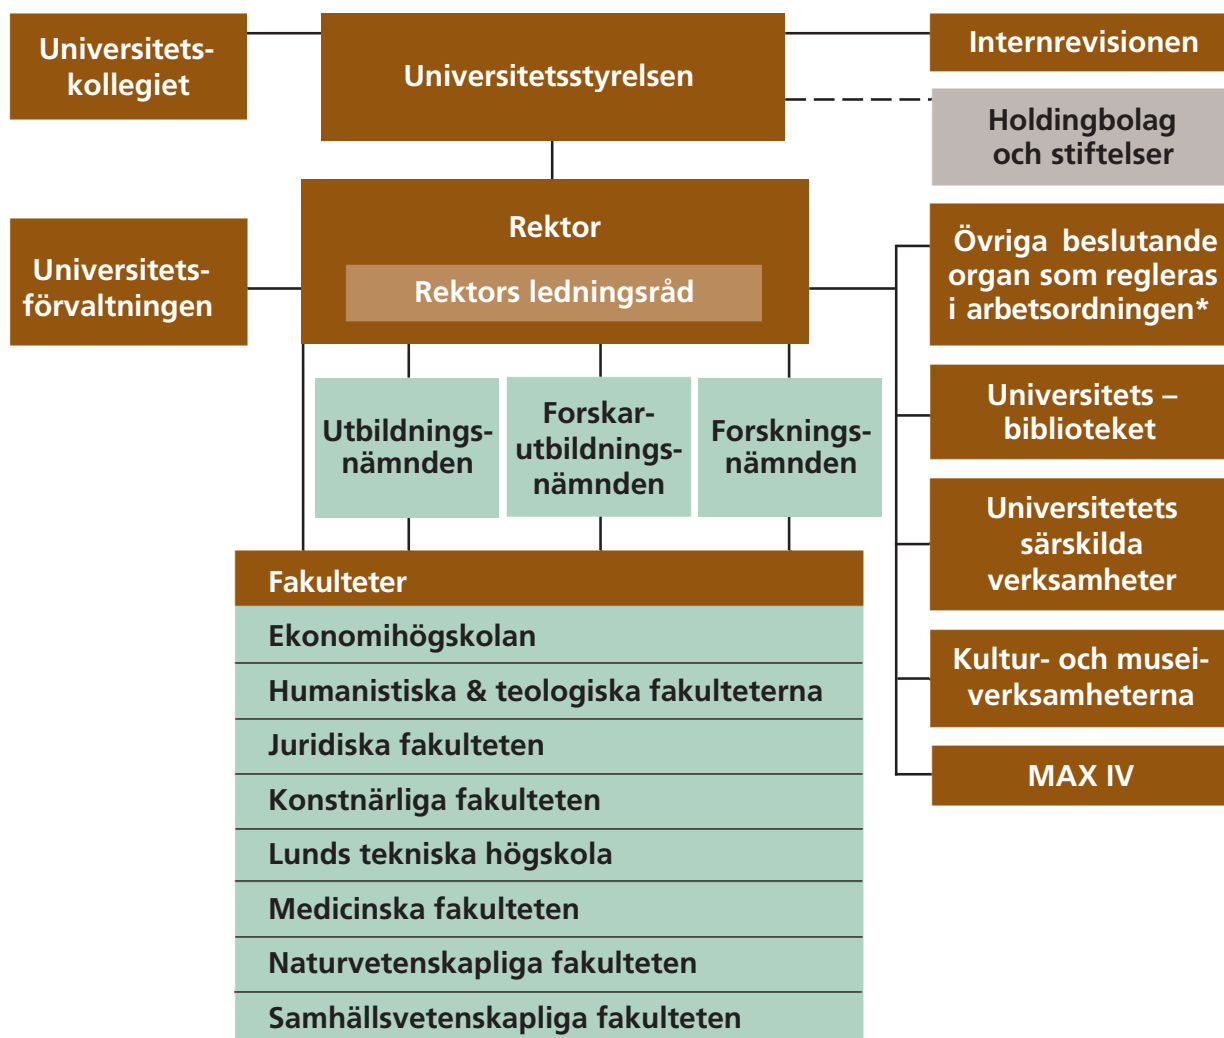 Universitets-
kollegiet
Universitetsstyrelsen
Internrevisionen
Holdingbolag
och stiftelser
Universitets-
förvaltningen
Rektor
Rektors ledningsråd
Övriga beslutande
organ som regleras
i arbetsordningen*
Utbildnings-
nämnden
Forskar-
utbildnings-
nämnden
Forsknings-
nämnden
Universitets –
biblioteket
Universitetets
särskilda
verksamheter
Kultur- och musei-
verksamheterna
MAX IV
Fakulteter
Ekonomihögskolan
Humanistiska & teologiska fakulteterna
Juridiska fakulteten
Konstnärliga fakulteten
Lunds tekniska högskola
Medicinska fakulteten
Naturvetenskapliga fakulteten
Samhällsvetenskapliga fakulteten